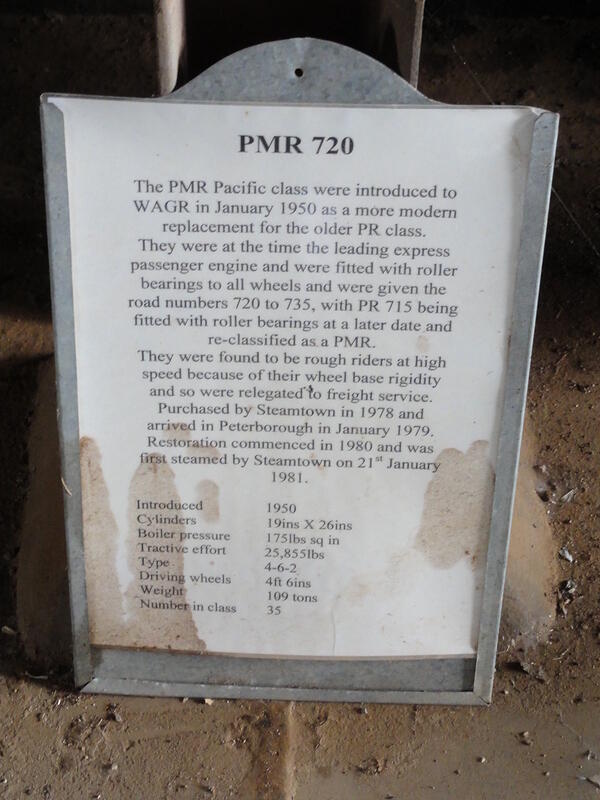 PMR 720
The PMR Pacific class were introduced to
WAGR in January 1950 as a more modern
replacement for the older PR class.
They were at the time the leading express
passenger engine and were fitted with roller
bearings to all wheels and were given the
road numbers 720 to 735, with PR 715 being
fitted with roller bearings at a later date and
re-classified as a PMR.
They were found to be rough riders at high
speed because of their wheel base rigidity
and so were relegated to freight service.
Purchased by Steamtown in 1978 and
arrived in Peterborough in January 1979.
Restoration commenced in 1980 and was
first steamed by Steamtown on 21st January
1981.
Introduced 1950
Cylinders 19ins X 26ins
Boiler pressure 175lbs sq in
Tractive effort 25,855lbs
Type 4-6-2
Driving wheels 4ft 6ins
Weight 109 tons
Number in class 35